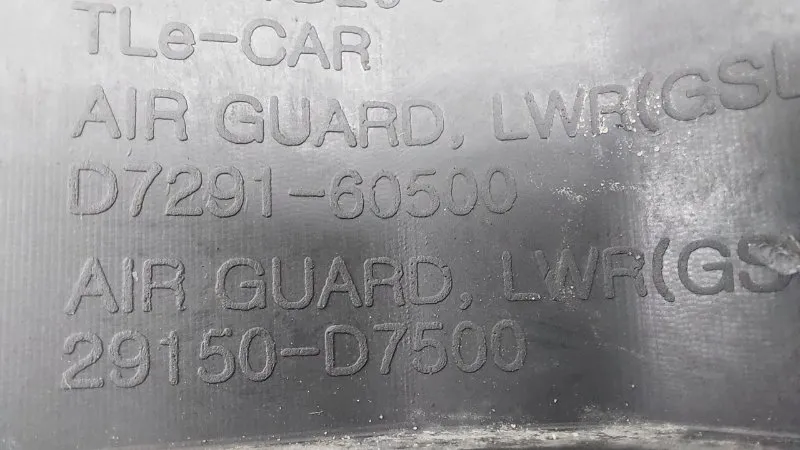 TLe-CAR
AIR GUARD, LWR(GSL
D7291-60500
AIR GUARD, LWR(GS
29150-D7500